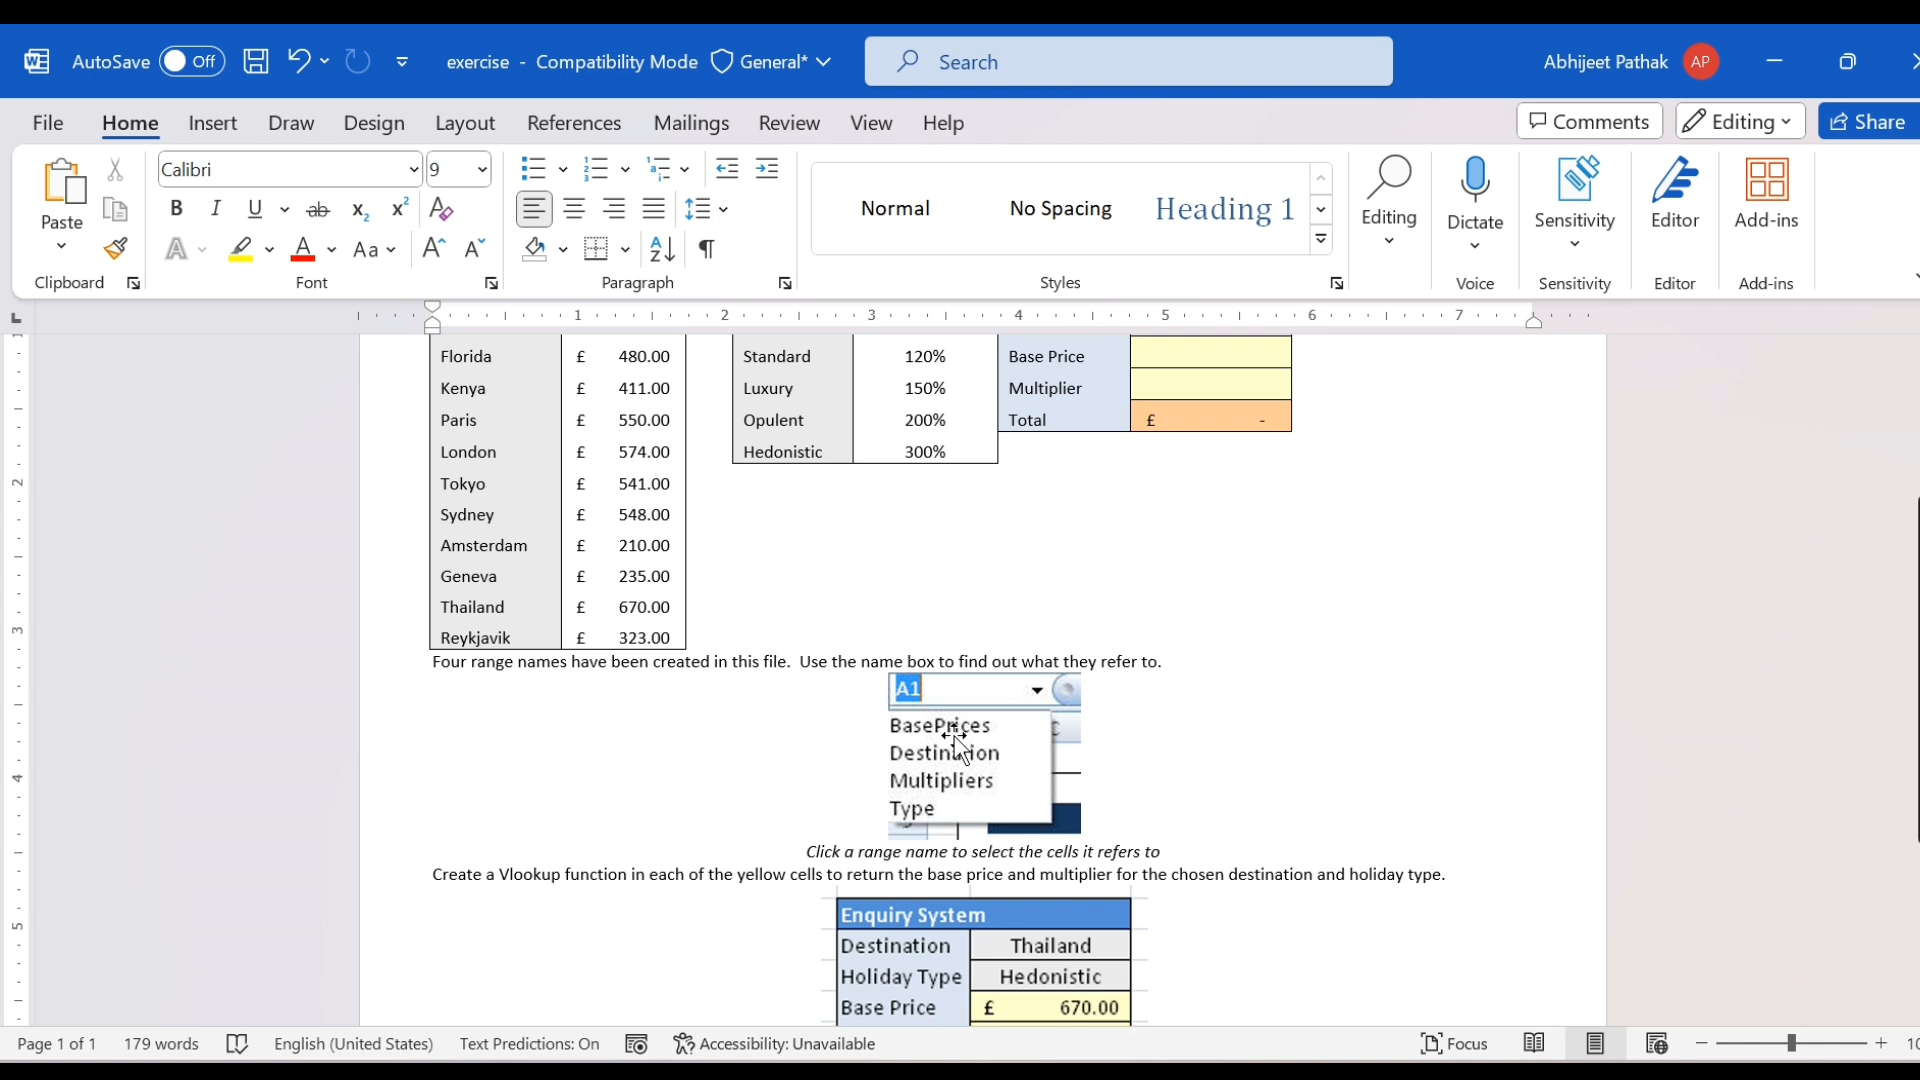 AutoSave Off exercise - Compatibility Mode General* Search Abhijeet Pathak AP
File Home Insert Draw Design Layout References Mailings Review View Help Comments Editing Share
Paste Calibri 9 Normal No Spacing Heading 1 Editing Dictate Sensitivity Editor Add-ins
Clipboard Font Paragraph Styles Voice Sensitivity Editor Add-ins
1 2 3 4 5 6 7
Florida £ 480.00 Standard 120% Base Price
Kenya £ 411.00 Luxury 150% Multiplier
Paris £ 550.00 Opulent 200% Total £ -
London £ 574.00 Hedonistic 300%
Tokyo £ 541.00
Sydney £ 548.00
Amsterdam £ 210.00
Geneva £ 235.00
Thailand £ 670.00
Reykjavik £ 323.00
Four range names have been created in this file. Use the name box to find out what they refer to.
A1
BasePrices
Destination
Multipliers
Type
Click a range name to select the cells it refers to
Create a Vlookup function in each of the yellow cells to return the base price and multiplier for the chosen destination and holiday type.
Enquiry System
Destination Thailand
Holiday Type Hedonistic
Base Price £ 670.00
Page 1 of 1 179 words English (United States) Text Predictions: On Accessibility: Unavailable Focus